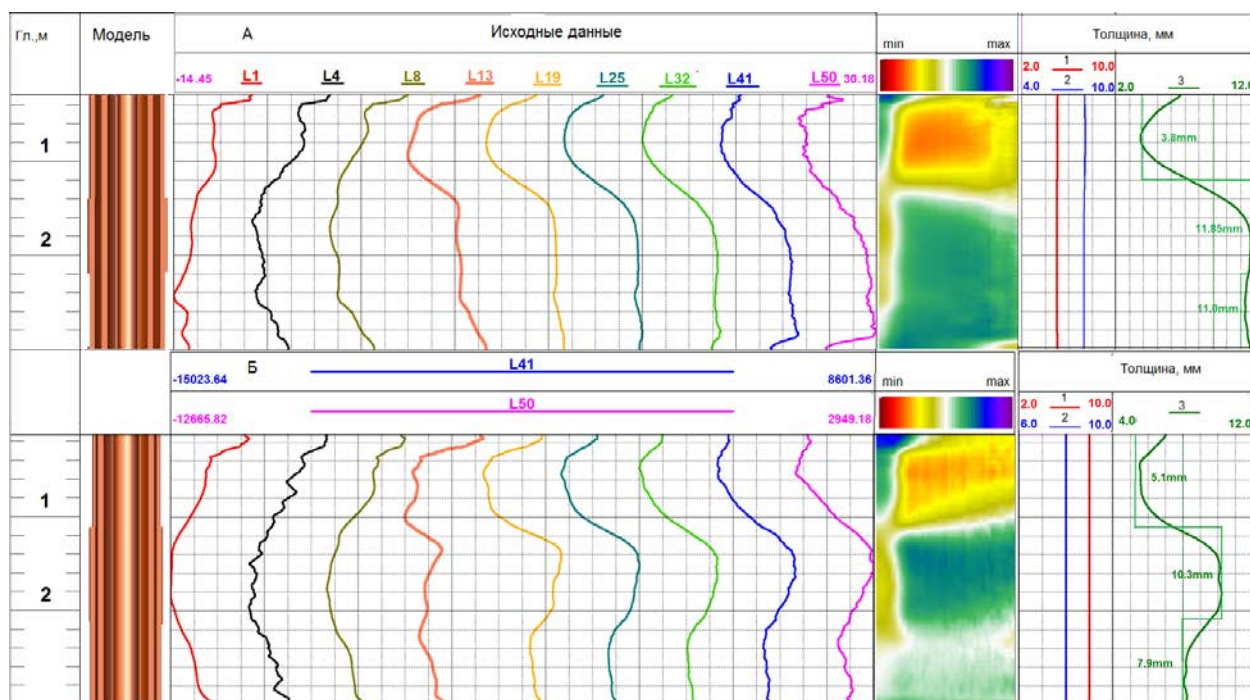 Гл.,м
Модель
А
Исходные данные
Толщина, мм
min max
-14.45 L1 L4 L8 L13 L19 L25 L32 L41 L50 30.18
2.0 1 10.0
4.0 2 10.0
2.0 3 12.0
1
3.8mm
2
11.85mm
11.0mm
Б
L41
-15023.64 8601.36
L50
-12665.82 2949.18
min max
Толщина, мм
2.0 1 10.0
6.0 2 10.0
4.0 3 12.0
1
5.1mm
2
10.3mm
7.9mm